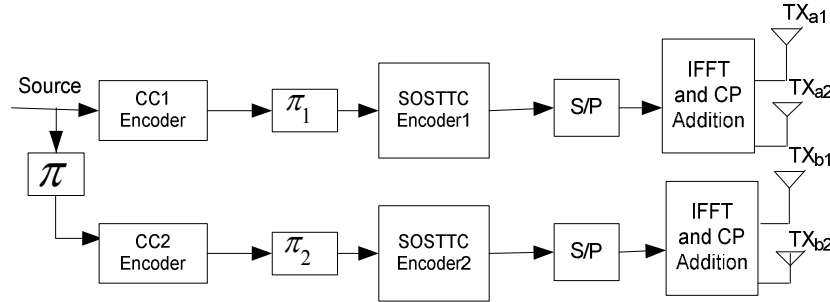 Source
CC1
Encoder
π₁
SOSTTC
Encoder1
S/P
IFFT
and CP
Addition
TXa1
TXa2
π
CC2
Encoder
π₂
SOSTTC
Encoder2
S/P
IFFT
and CP
Addition
TXb1
TXb2